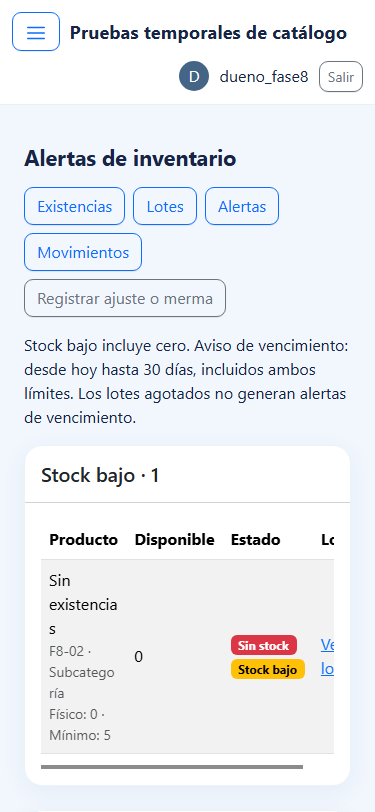 Pruebas temporales de catálogo
D dueno_fase8 Salir
Alertas de inventario
Existencias Lotes Alertas
Movimientos
Registrar ajuste o merma
Stock bajo incluye cero. Aviso de vencimiento:
desde hoy hasta 30 días, incluidos ambos
límites. Los lotes agotados no generan alertas
de vencimiento.
Stock bajo · 1
Producto Disponible Estado Lo
Sin
existencia
s
F8-02 ·
Subcatego
ría
Físico: 0 ·
Mínimo: 5
0
Sin stock
Stock bajo
Ve
lo